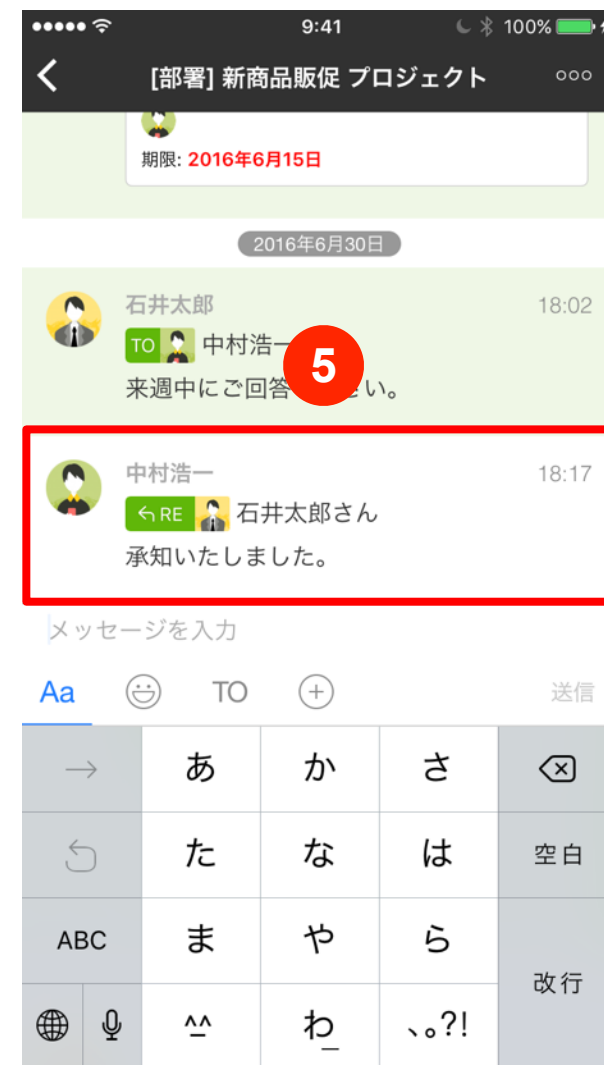 9:41
100%
[部署] 新商品販促 プロジェクト
期限: 2016年6月15日
2016年6月30日
石井太郎
18:02
TO 中村浩一
5
来週中にご回答 い。
中村浩一
18:17
RE 石井太郎さん
承知いたしました。
メッセージを入力
Aa TO 送信
→ あ か さ
た な は 空白
ABC ま や ら
改行
^^ わ 、。?!